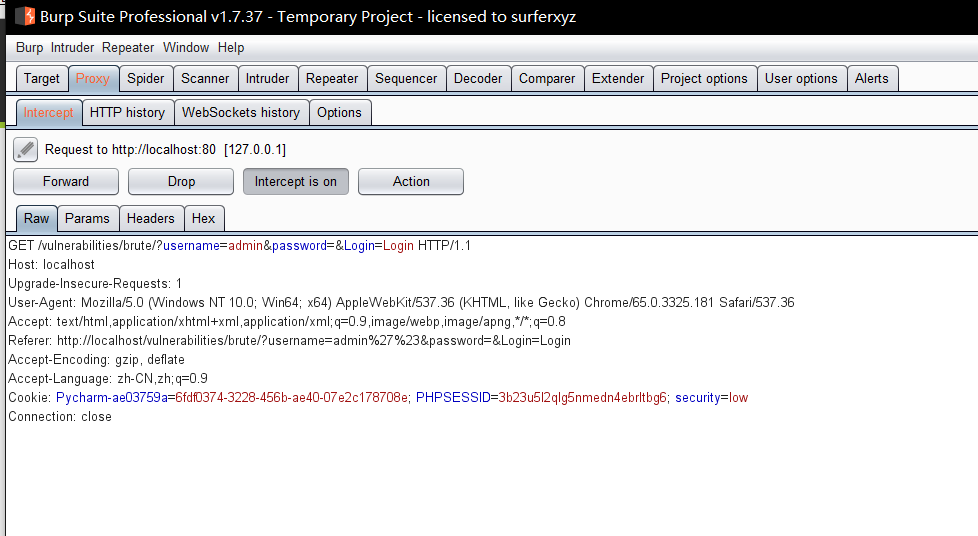 Burp Suite Professional v1.7.37 - Temporary Project - licensed to surferxyz
Burp Intruder Repeater Window Help
Target Proxy Spider Scanner Intruder Repeater Sequencer Decoder Comparer Extender Project options User options Alerts
Intercept HTTP history WebSockets history Options
Request to http://localhost:80 [127.0.0.1]
Forward Drop Intercept is on Action
Raw Params Headers Hex
GET /vulnerabilities/brute/?username=admin&password=&Login=Login HTTP/1.1
Host: localhost
Upgrade-Insecure-Requests: 1
User-Agent: Mozilla/5.0 (Windows NT 10.0; Win64; x64) AppleWebKit/537.36 (KHTML, like Gecko) Chrome/65.0.3325.181 Safari/537.36
Accept: text/html,application/xhtml+xml,application/xml;q=0.9,image/webp,image/apng,*/*;q=0.8
Referer: http://localhost/vulnerabilities/brute/?username=admin%27%23&password=&Login=Login
Accept-Encoding: gzip, deflate
Accept-Language: zh-CN,zh;q=0.9
Cookie: Pycharm-ae03759a=6fdf0374-3228-456b-ae40-07e2c178708e; PHPSESSID=3b23u5l2qlg5nmedn4ebrltbg6; security=low
Connection: close